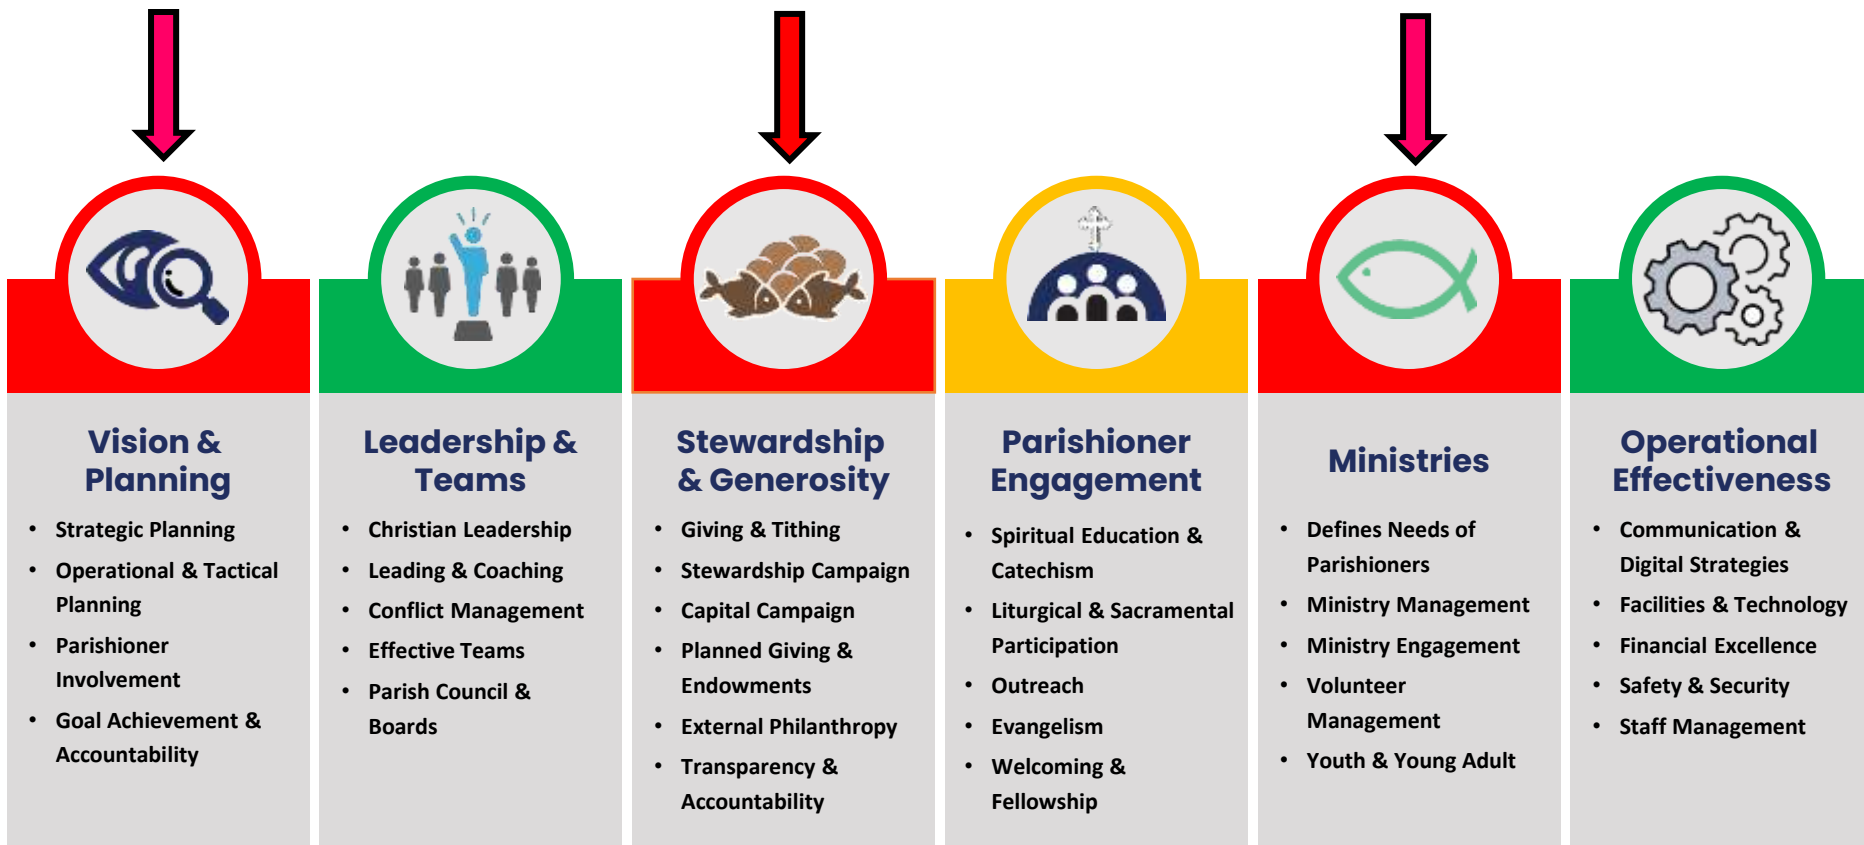 Vision &
Planning
• Strategic Planning
• Operational & Tactical
Planning
• Parishioner
Involvement
• Goal Achievement &
Accountability
Leadership &
Teams
• Christian Leadership
• Leading & Coaching
• Conflict Management
• Effective Teams
• Parish Council &
Boards
Stewardship
& Generosity
• Giving & Tithing
• Stewardship Campaign
• Capital Campaign
• Planned Giving &
Endowments
• External Philanthropy
• Transparency &
Accountability
Parishioner
Engagement
• Spiritual Education &
Catechism
• Liturgical & Sacramental
Participation
• Outreach
• Evangelism
• Welcoming &
Fellowship
Ministries
• Defines Needs of
Parishioners
• Ministry Management
• Ministry Engagement
• Volunteer
Management
• Youth & Young Adult
Operational
Effectiveness
• Communication &
Digital Strategies
• Facilities & Technology
• Financial Excellence
• Safety & Security
• Staff Management